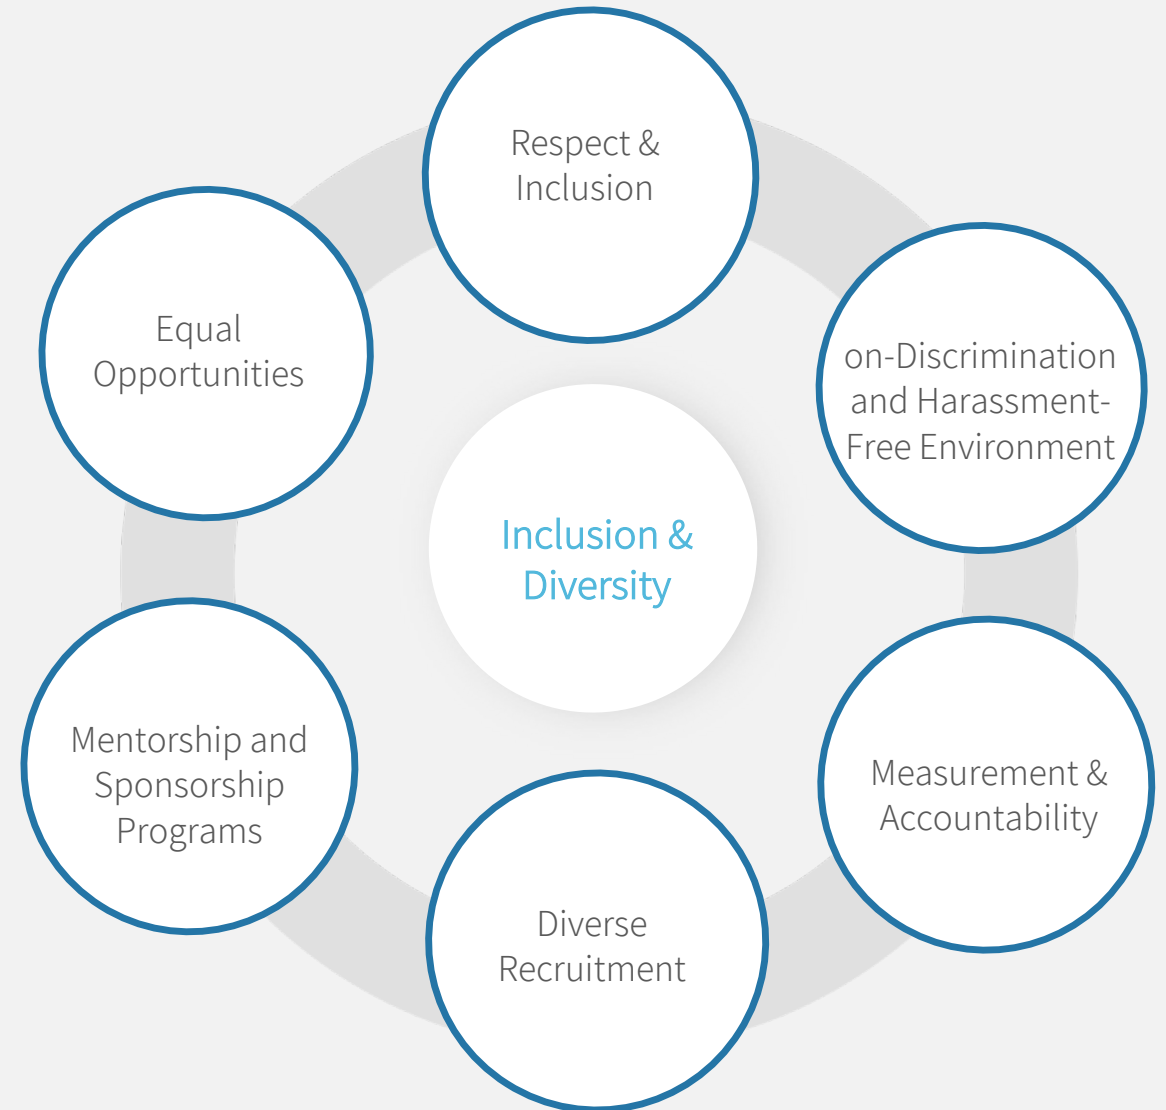 Respect &
Inclusion
Equal
Opportunities
on-Discrimination
and Harassment-
Free Environment
Inclusion &
Diversity
Mentorship and
Sponsorship
Programs
Measurement &
Accountability
Diverse
Recruitment